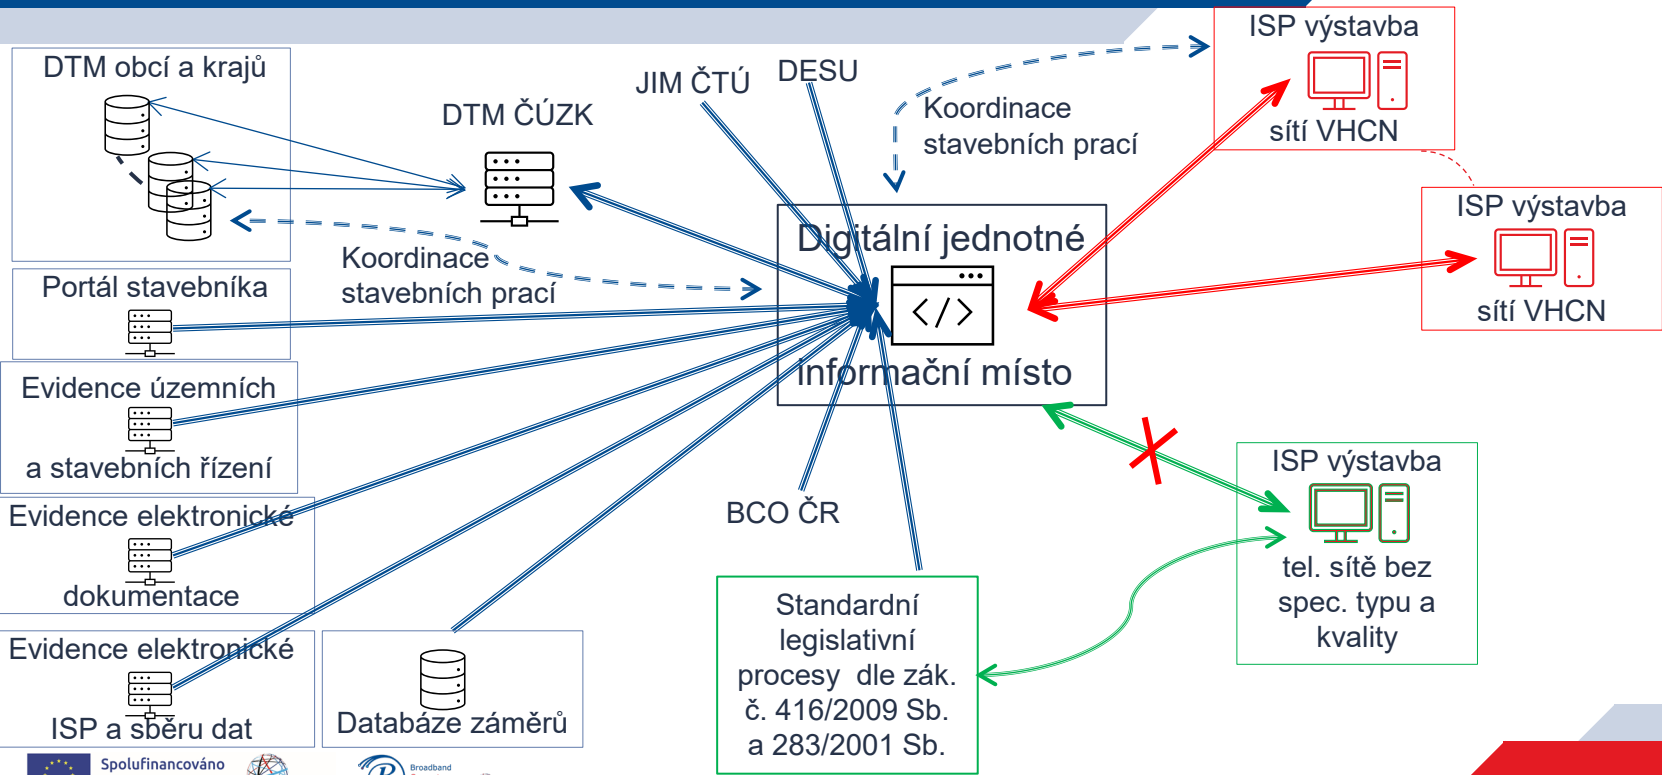 ISP výstavba
sítí VHCN
DTM obcí a krajů
DTM ČÚZK
JIM ČTÚ
DESU
Koordinace
stavebních prací
ISP výstavba
sítí VHCN
Koordinace
stavebních prací
Digitální jednotné
</>
informační místo
Portál stavebníka
Evidence územních
a stavebních řízení
Evidence elektronické
dokumentace
Evidence elektronické
ISP a sběru dat
Databáze záměrů
BCO ČR
Standardní
legislativní
procesy dle zák.
č. 416/2009 Sb.
a 283/2001 Sb.
ISP výstavba
tel. sítě bez
spec. typu a
kvality
Spolufinancováno
Broadband